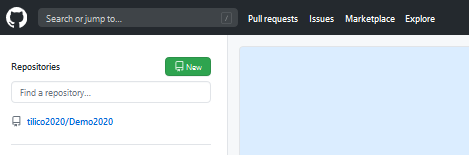 Search or jump to... / Pull requests Issues Marketplace Explore
Repositories New
Find a repository...
tilico2020/Demo2020